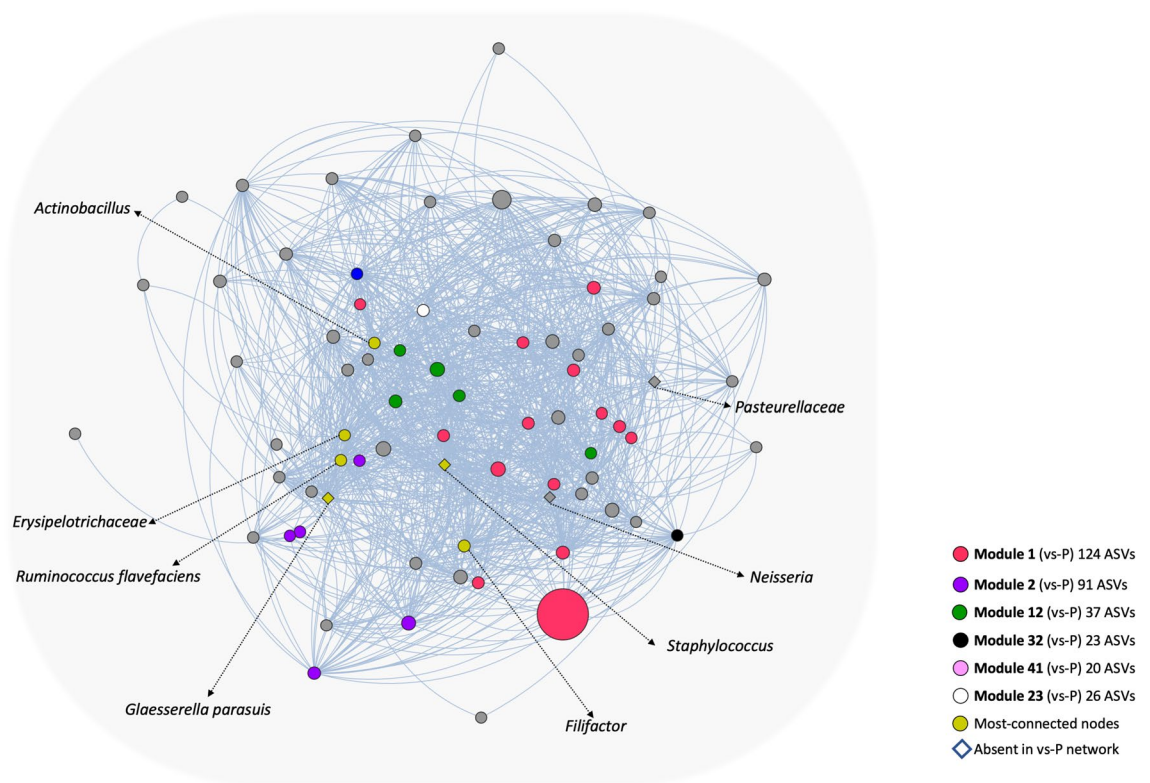 Actinobacillus
Pasteurellaceae
Erysipelotrichaceae
Ruminococcus flavefaciens
Neisseria
Staphylococcus
Glaesserella parasuis
Filifactor
Module 1 (vs-P) 124 ASVs
Module 2 (vs-P) 91 ASVs
Module 12 (vs-P) 37 ASVs
Module 32 (vs-P) 23 ASVs
Module 41 (vs-P) 20 ASVs
Module 23 (vs-P) 26 ASVs
Most-connected nodes
Absent in vs-P network